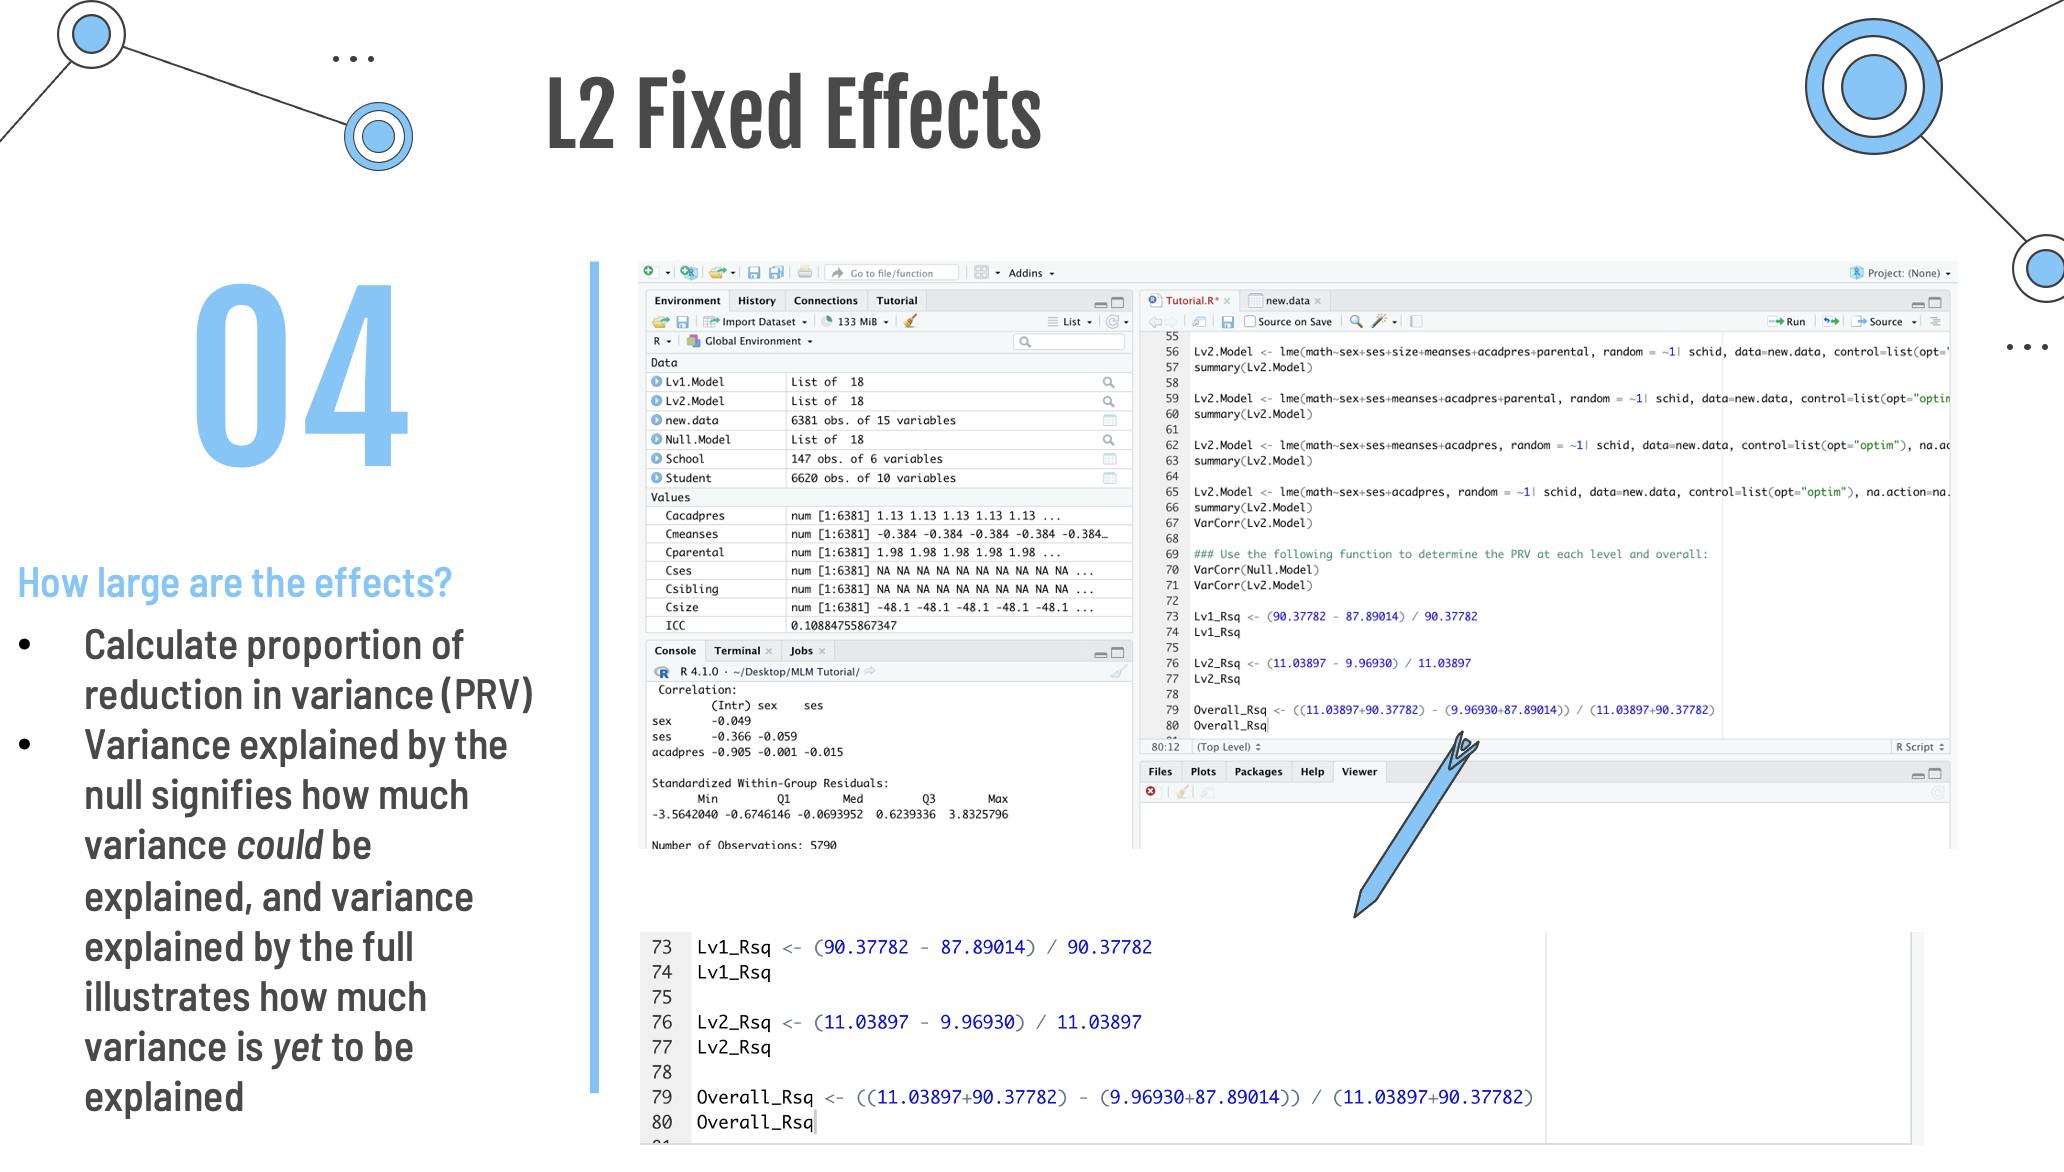 L2 Fixed Effects
04
How large are the effects?
• Calculate proportion of
reduction in variance (PRV)
• Variance explained by the
null signifies how much
variance could be
explained, and variance
explained by the full
illustrates how much
variance is yet to be
explained
Go to file/function
Addins
Project: (None)
Environment History Connections Tutorial
Import Dataset 133 MiB List
R Global Environment
Data
Lv1.Model List of 18
Lv2.Model List of 18
new.data 6381 obs. of 15 variables
Null.Model List of 18
School 147 obs. of 6 variables
Student 6620 obs. of 10 variables
Values
Cacadpres num [1:6381] 1.13 1.13 1.13 1.13 1.13 ...
Cmeanses num [1:6381] -0.384 -0.384 -0.384 -0.384 -0.384…
Cparental num [1:6381] 1.98 1.98 1.98 1.98 1.98 ...
Cses num [1:6381] NA NA NA NA NA NA NA NA NA NA ...
Csibling num [1:6381] NA NA NA NA NA NA NA NA NA NA ...
Csize num [1:6381] -48.1 -48.1 -48.1 -48.1 -48.1 ...
ICC 0.10884755867347
Console Terminal Jobs
R 4.1.0 · ~/Desktop/MLM Tutorial/
Correlation:
(Intr) sex ses
sex -0.049
ses -0.366 -0.059
acadpres -0.905 -0.001 -0.015
Standardized Within-Group Residuals:
Min Q1 Med Q3 Max
-3.5642040 -0.6746146 -0.0693952 0.6239336 3.8325796
Number of Observations: 5790
Tutorial.R* new.data
Source on Save Run Source
55
56 Lv2.Model <- lme(math~sex+ses+size+meanses+acadpres+parental, random = ~1| schid, data=new.data, control=list(opt="
57 summary(Lv2.Model)
58
59 Lv2.Model <- lme(math~sex+ses+meanses+acadpres+parental, random = ~1| schid, data=new.data, control=list(opt="optim
60 summary(Lv2.Model)
61
62 Lv2.Model <- lme(math~sex+ses+meanses+acadpres, random = ~1| schid, data=new.data, control=list(opt="optim"), na.ac
63 summary(Lv2.Model)
64
65 Lv2.Model <- lme(math~sex+ses+acadpres, random = ~1| schid, data=new.data, control=list(opt="optim"), na.action=na.
66 summary(Lv2.Model)
67 VarCorr(Lv2.Model)
68
69 ### Use the following function to determine the PRV at each level and overall:
70 VarCorr(Null.Model)
71 VarCorr(Lv2.Model)
72
73 Lv1_Rsq <- (90.37782 - 87.89014) / 90.37782
74 Lv1_Rsq
75
76 Lv2_Rsq <- (11.03897 - 9.96930) / 11.03897
77 Lv2_Rsq
78
79 Overall_Rsq <- ((11.03897+90.37782) - (9.96930+87.89014)) / (11.03897+90.37782)
80 Overall_Rsq
80:12 (Top Level) R Script
Files Plots Packages Help Viewer
73 Lv1_Rsq <- (90.37782 - 87.89014) / 90.37782
74 Lv1_Rsq
75
76 Lv2_Rsq <- (11.03897 - 9.96930) / 11.03897
77 Lv2_Rsq
78
79 Overall_Rsq <- ((11.03897+90.37782) - (9.96930+87.89014)) / (11.03897+90.37782)
80 Overall_Rsq